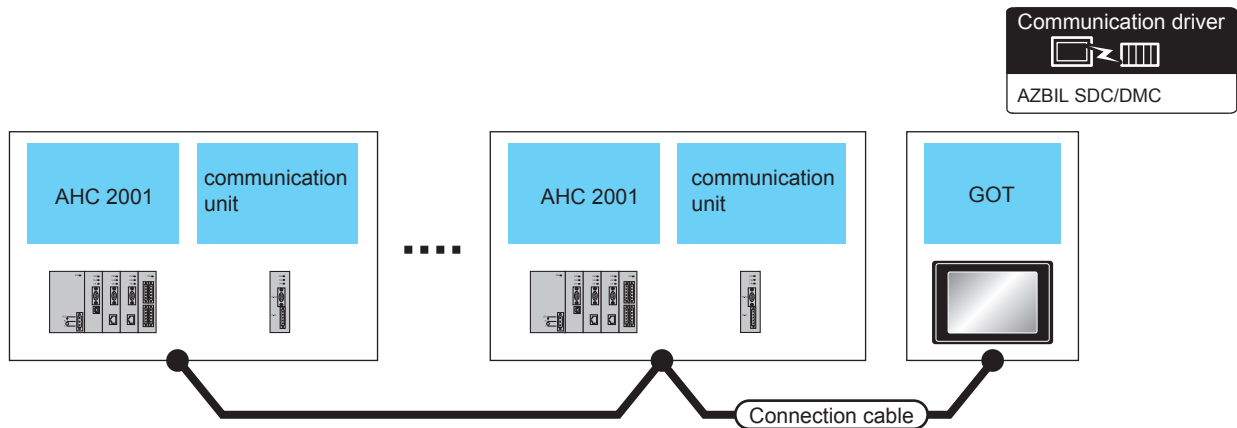 Communication driver
AZBIL SDC/DMC
AHC 2001
communication
unit
AHC 2001
communication
unit
GOT
Connection cable